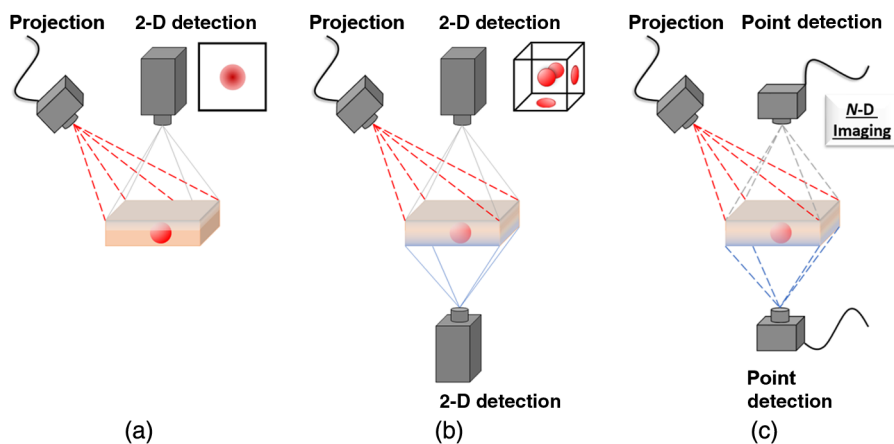 Projection
2-D detection
Projection
2-D detection
Projection
Point detection
N-D
Imaging
2-D detection
Point
detection
(a)
(b)
(c)